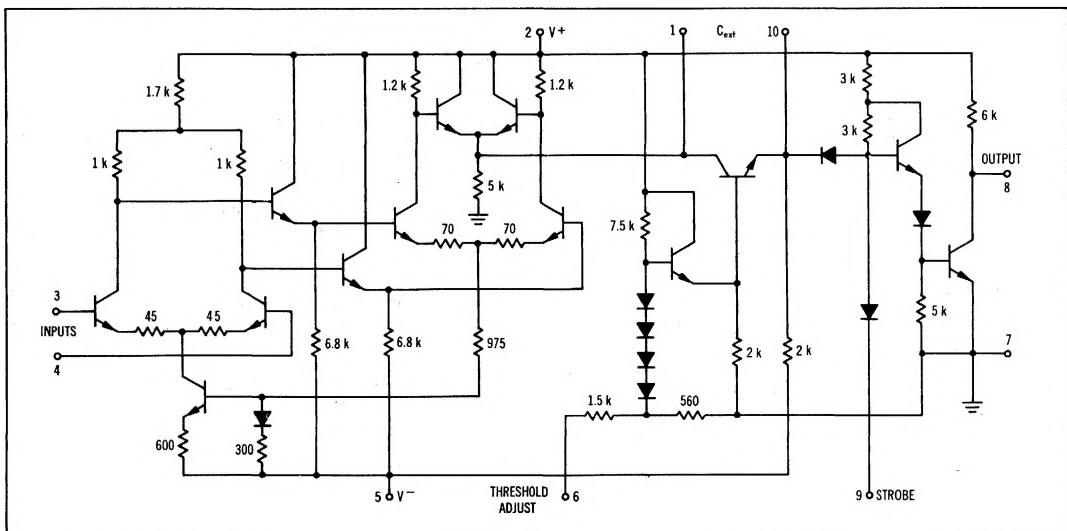 2 V+
1 Cext 10
1.7 k
1.2 k
1.2 k
3 k
3 k
6 k
1 k
1 k
OUTPUT
8
5 k
7.5 k
70
70
3
INPUTS
4
45
45
6.8 k
6.8 k
975
2 k
2 k
5 k
7
1.5 k
560
600
300
5 V−
THRESHOLD
ADJUST
6
9 STROBE